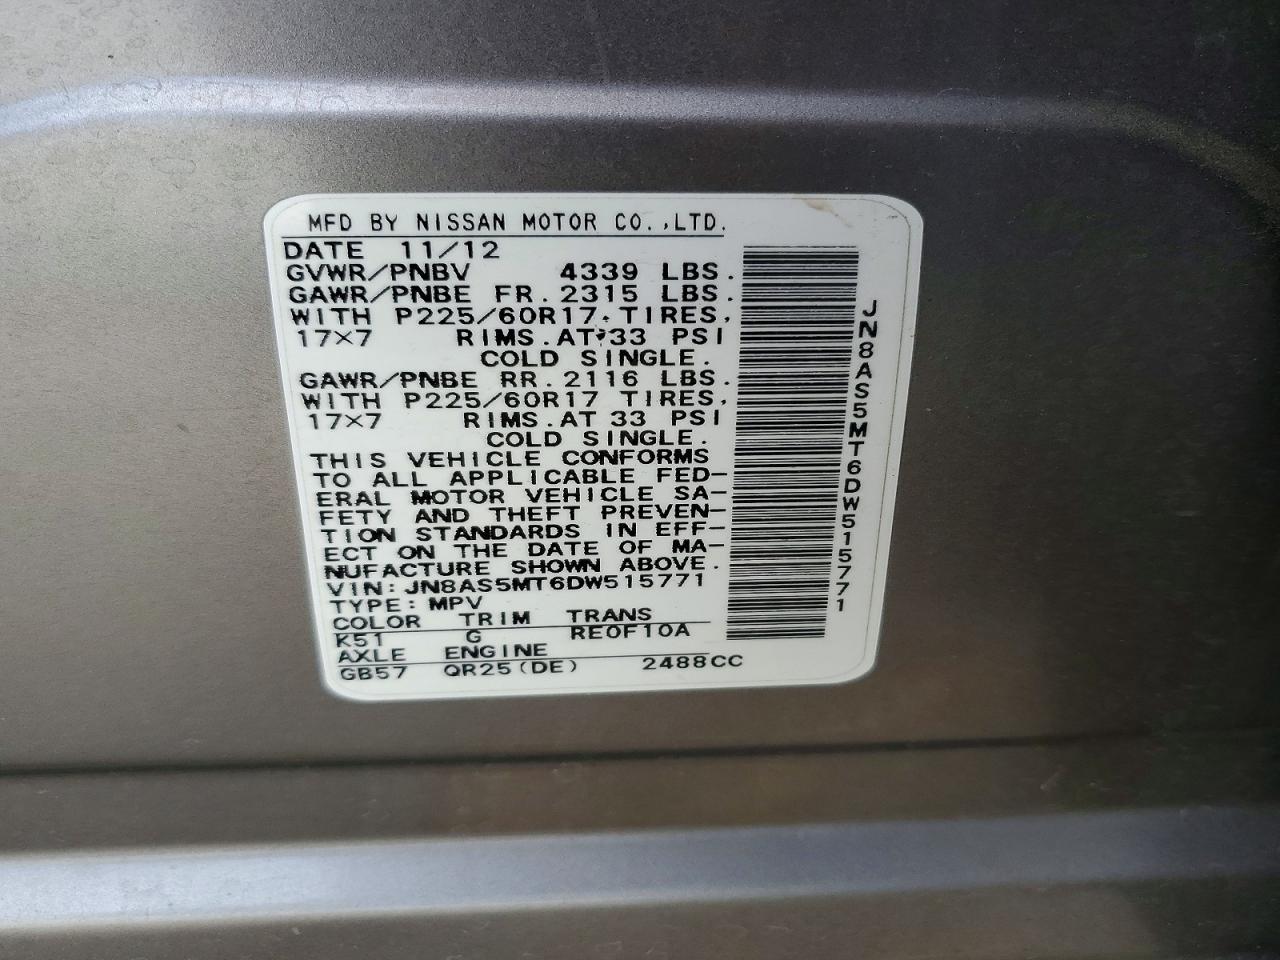 MFD BY NISSAN MOTOR CO.,LTD.
DATE 11/12
GVWR/PNBV 4339 LBS.
GAWR/PNBE FR. 2315 LBS.
WITH P225/60R17 TIRES,
17×7 RIMS.AT 33 PSI
COLD SINGLE.
GAWR/PNBE RR. 2116 LBS.
WITH P225/60R17 TIRES,
17×7 RIMS.AT 33 PSI
COLD SINGLE.
THIS VEHICLE CONFORMS
TO ALL APPLICABLE FED-
ERAL MOTOR VEHICLE SA-
FETY AND THEFT PREVEN-
TION STANDARDS IN EFF-
ECT ON THE DATE OF MA-
NUFACTURE SHOWN ABOVE.
VIN:JN8AS5MT6DW515771
TYPE:MPV
COLOR TRIM TRANS
K51 G RE0F10A
AXLE ENGINE
GB57 QR25(DE) 2488CC
JN8AS5MT6DW515771